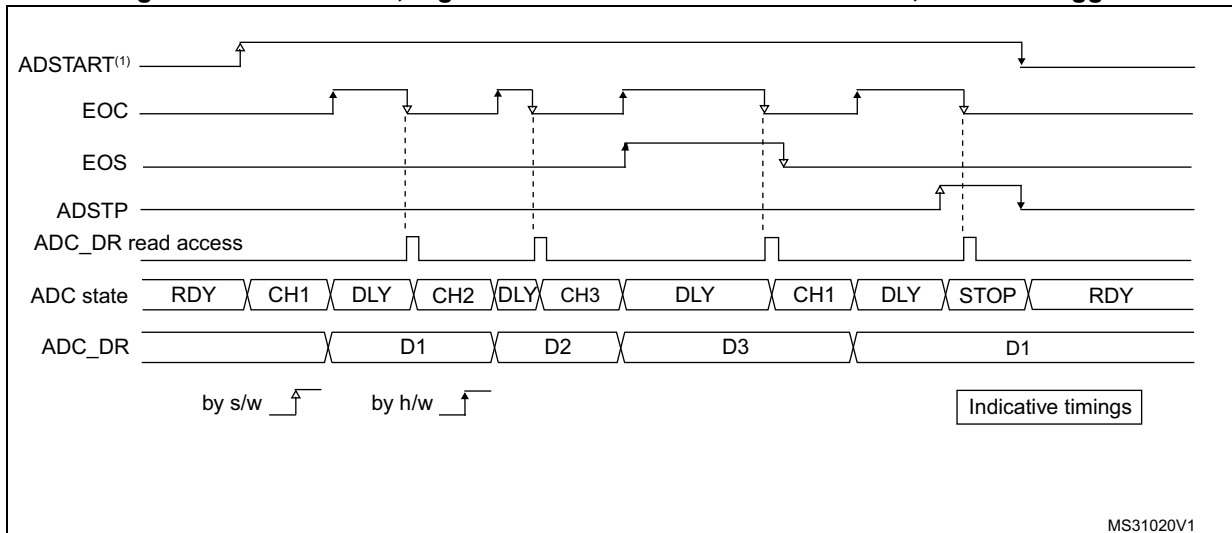 ADSTART(1)
EOC
EOS
ADSTP
ADC_DR read access
ADC state RDY CH1 DLY CH2 DLY CH3 DLY CH1 DLY STOP RDY
ADC_DR D1 D2 D3 D1
by s/w by h/w Indicative timings
MS31020V1